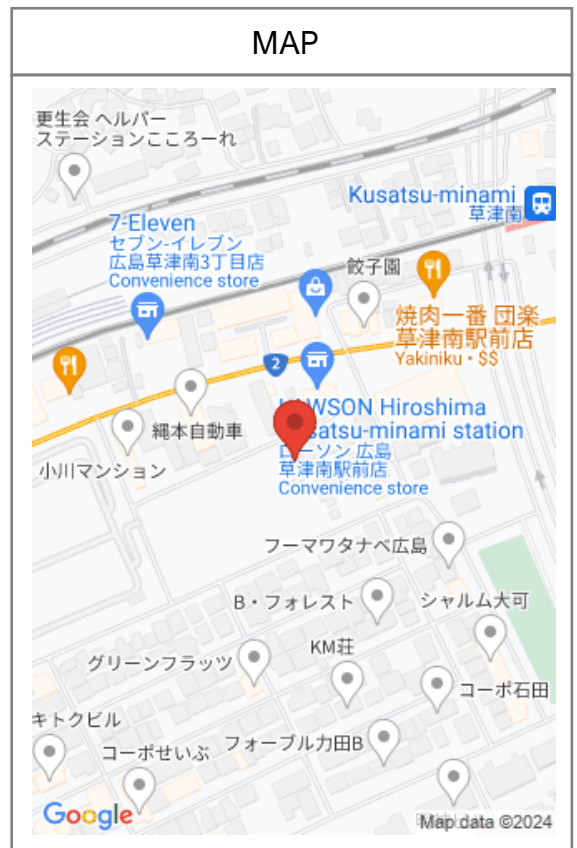 MAP
更生会 ヘルパー
ステーションこころーれ
Kusatsu-minami
草津南
7-Eleven
セブン-イレブン
広島草津南3丁目店
Convenience store
餃子園
焼肉一番 団楽
草津南駅前店
Yakiniku • $$
2
LAWSON Hiroshima
Kusatsu-minami station
ローソン 広島
草津南駅前店
Convenience store
縄本自動車
小川マンション
フーマワタナベ広島
B・フォレスト
シャルム大可
KM荘
グリーンフラッツ
コーポ石田
キトクビル
フォーブル力田B
コーポせいぶ
Google
Map data ©2024